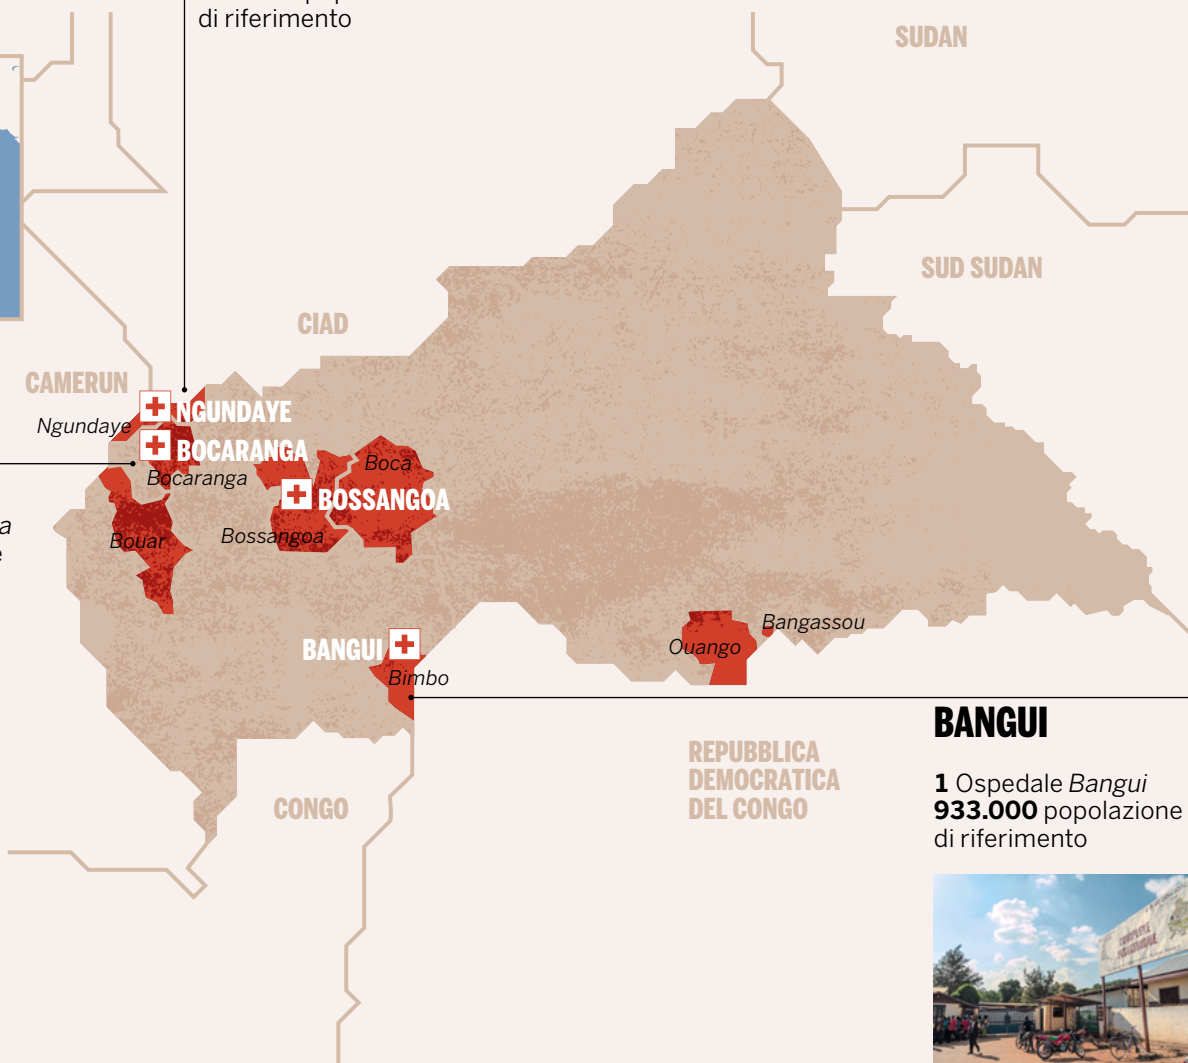 di riferimento
SUDAN
SUD SUDAN
CIAD
CAMERUN
NGUNDAYE
Ngundaye
BOCARANGA
Bocaranga
Boca
BOSSANGOA
Bossangoa
Bouar
a
e
BANGUI
Bimbo
Ouango
Bangassou
REPUBBLICA
DEMOCRATICA
DEL CONGO
CONGO
BANGUI
1 Ospedale Bangui
933.000 popolazione
di riferimento